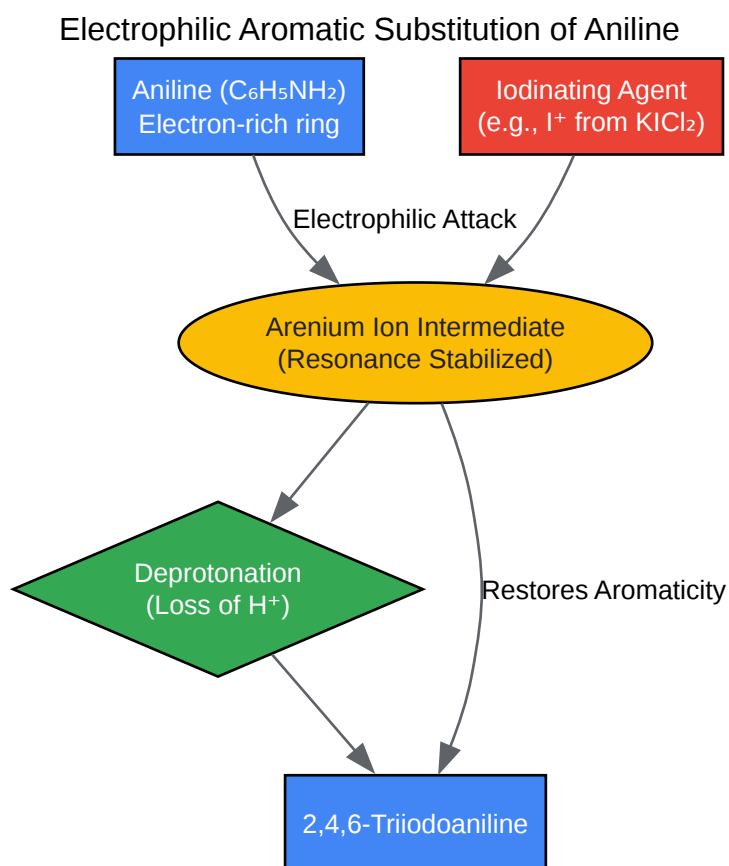 Electrophilic Aromatic Substitution of Aniline
Aniline (C₆H₅NH₂)
Electron-rich ring
Iodinating Agent
(e.g., I⁺ from KICl₂)
Electrophilic Attack
Arenium Ion Intermediate
(Resonance Stabilized)
Deprotonation
(Loss of H⁺)
Restores Aromaticity
2,4,6-Triiodoaniline